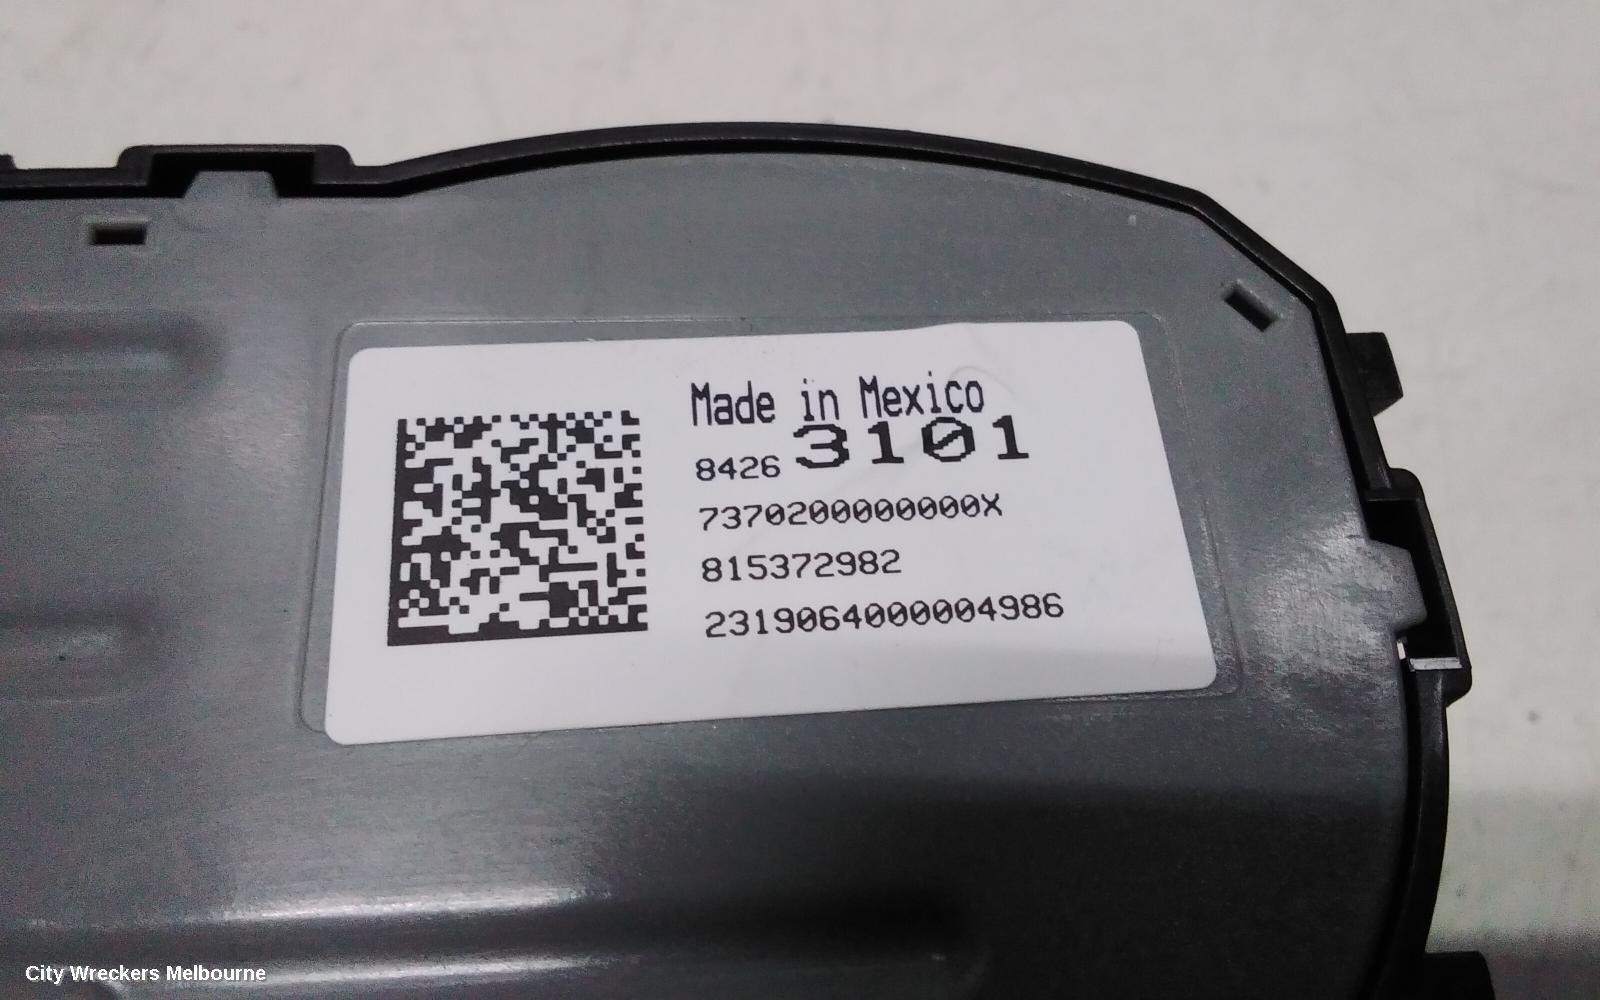 Made in Mexico
8426 3101
7370200000000X
815372982
2319064000004986
City Wreckers Melbourne